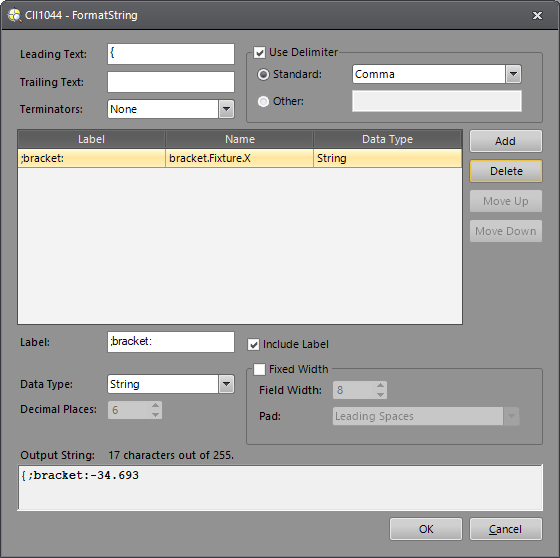 CII1044 - FormatString
Leading Text: {
Use Delimiter
Trailing Text:
Standard: Comma
Terminators: None
Other:
Label Name Data Type
;bracket: bracket.Fixture.X String
Add
Delete
Move Up
Move Down
Label: ;bracket:
Include Label
Fixed Width
Data Type: String
Field Width: 8
Decimal Places: 6
Pad: Leading Spaces
Output String: 17 characters out of 255.
{;bracket:-34.693
OK Cancel